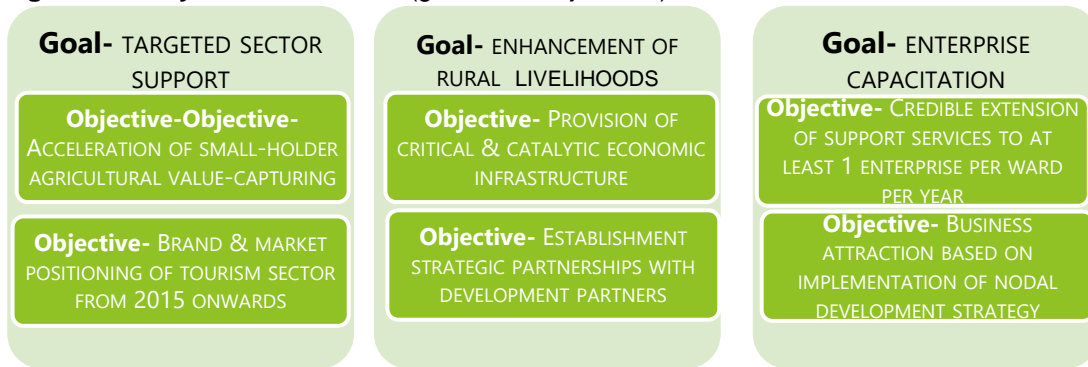 Goal- TARGETED SECTOR
SUPPORT
Objective-Objective-
ACCELERATION OF SMALL-HOLDER
AGRICULTURAL VALUE-CAPTURING
Objective- BRAND & MARKET
POSITIONING OF TOURISM SECTOR
FROM 2015 ONWARDS
Goal- ENHANCEMENT OF
RURAL LIVELIHOODS
Objective- PROVISION OF
CRITICAL & CATALYTIC ECONOMIC
INFRASTRUCTURE
Objective- ESTABLISHMENT
STRATEGIC PARTNERSHIPS WITH
DEVELOPMENT PARTNERS
Goal- ENTERPRISE
CAPACITATION
Objective- CREDIBLE EXTENSION
OF SUPPORT SERVICES TO AT
LEAST 1 ENTERPRISE PER WARD
PER YEAR
Objective- BUSINESS
ATTRACTION BASED ON
IMPLEMENTATION OF NODAL
DEVELOPMENT STRATEGY